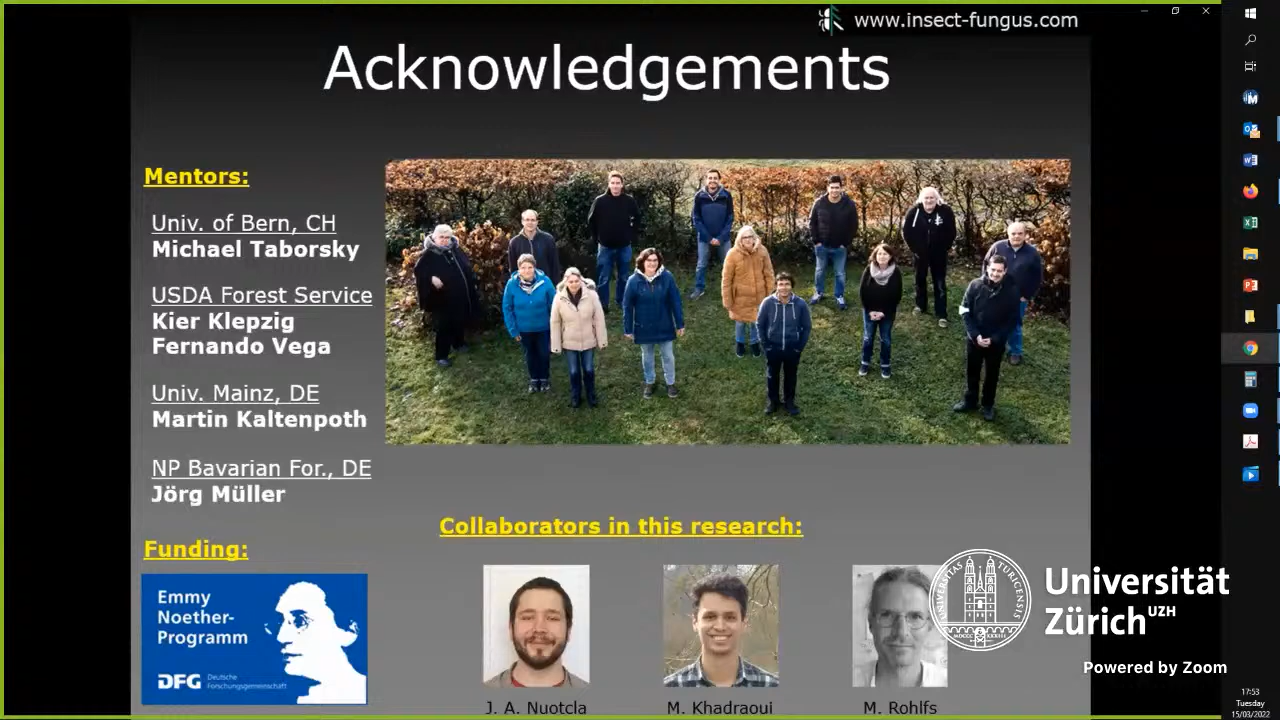 www.insect-fungus.com
Acknowledgements
Mentors:
Univ. of Bern, CH
Michael Taborsky
USDA Forest Service
Kier Klepzig
Fernando Vega
Univ. Mainz, DE
Martin Kaltenpoth
NP Bavarian For., DE
Jörg Müller
Funding:
Emmy
Noether-
Programm
DFG Deutsche
Forschungsgemeinschaft
Collaborators in this research:
J. A. Nuotcla
M. Khadraoui
M. Rohlfs
Universität
Zürich UZH
Powered by Zoom
17:53
Tuesday
15/03/2022